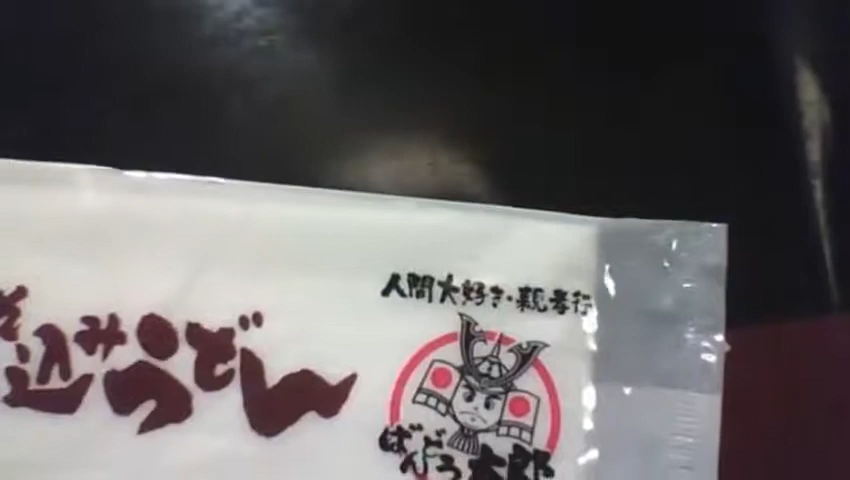 人間大好き・親孝行
込みうどん
ばんどう太郎